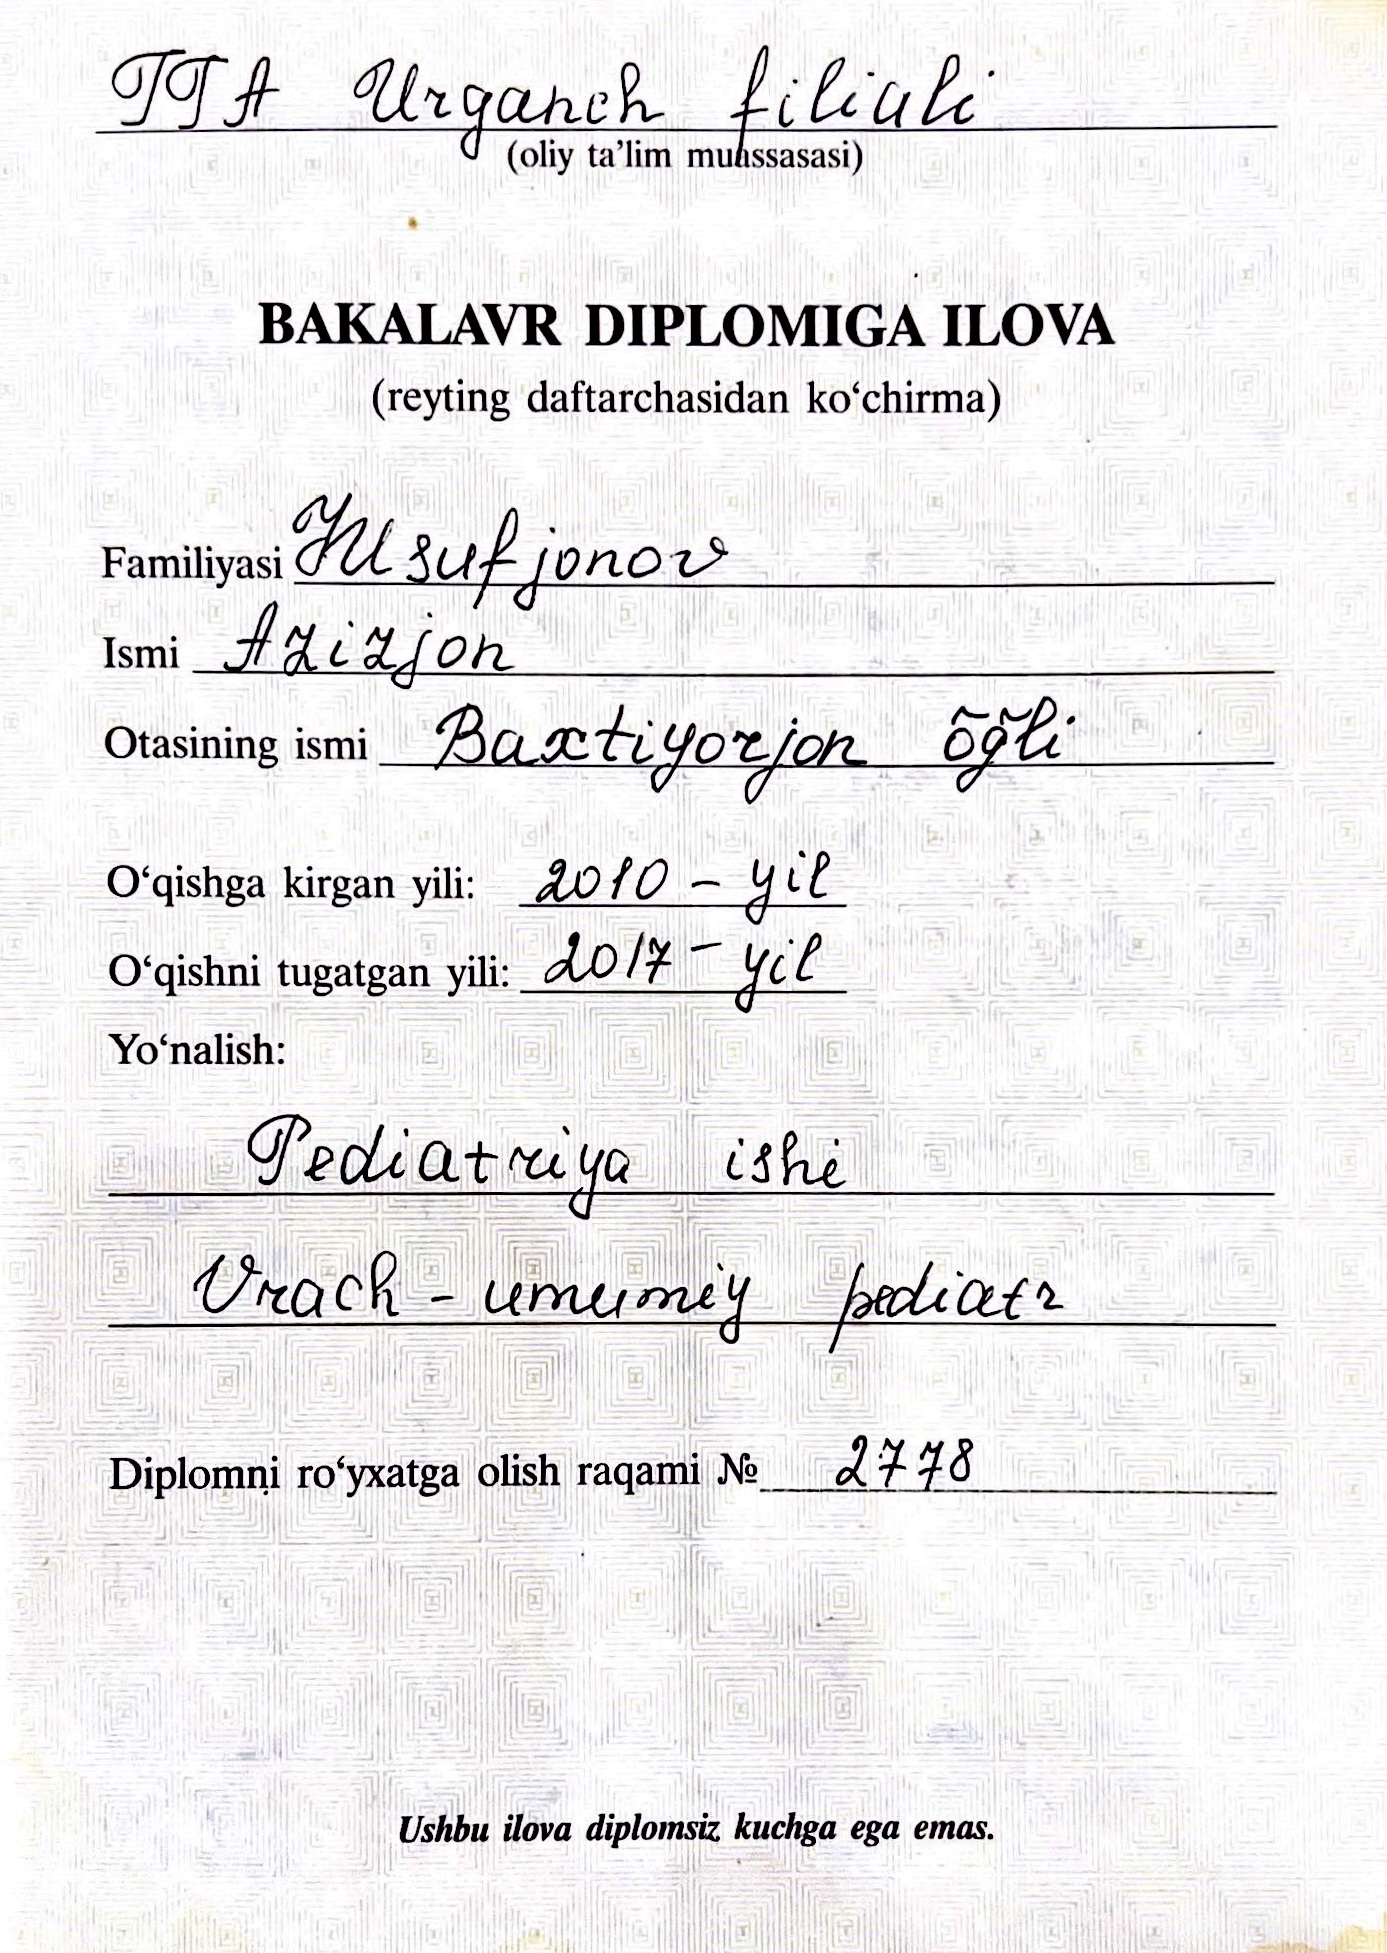 TTA Urganch filiali
(oliy ta’lim muassasasi)
BAKALAVR DIPLOMIGA ILOVA
(reyting daftarchasidan ko‘chirma)
Familiyasi Yusufjonov
Ismi Azizjon
Otasining ismi Baxtiyorjon õg̃li
O‘qishga kirgan yili: 2010 – yil
O‘qishni tugatgan yili: 2017 – yil
Yo‘nalish:
Pediatriya ishi
Vrach – umumiy pediatr
Diplomni ro‘yxatga olish raqami № 2778
Ushbu ilova diplomsiz kuchga ega emas.